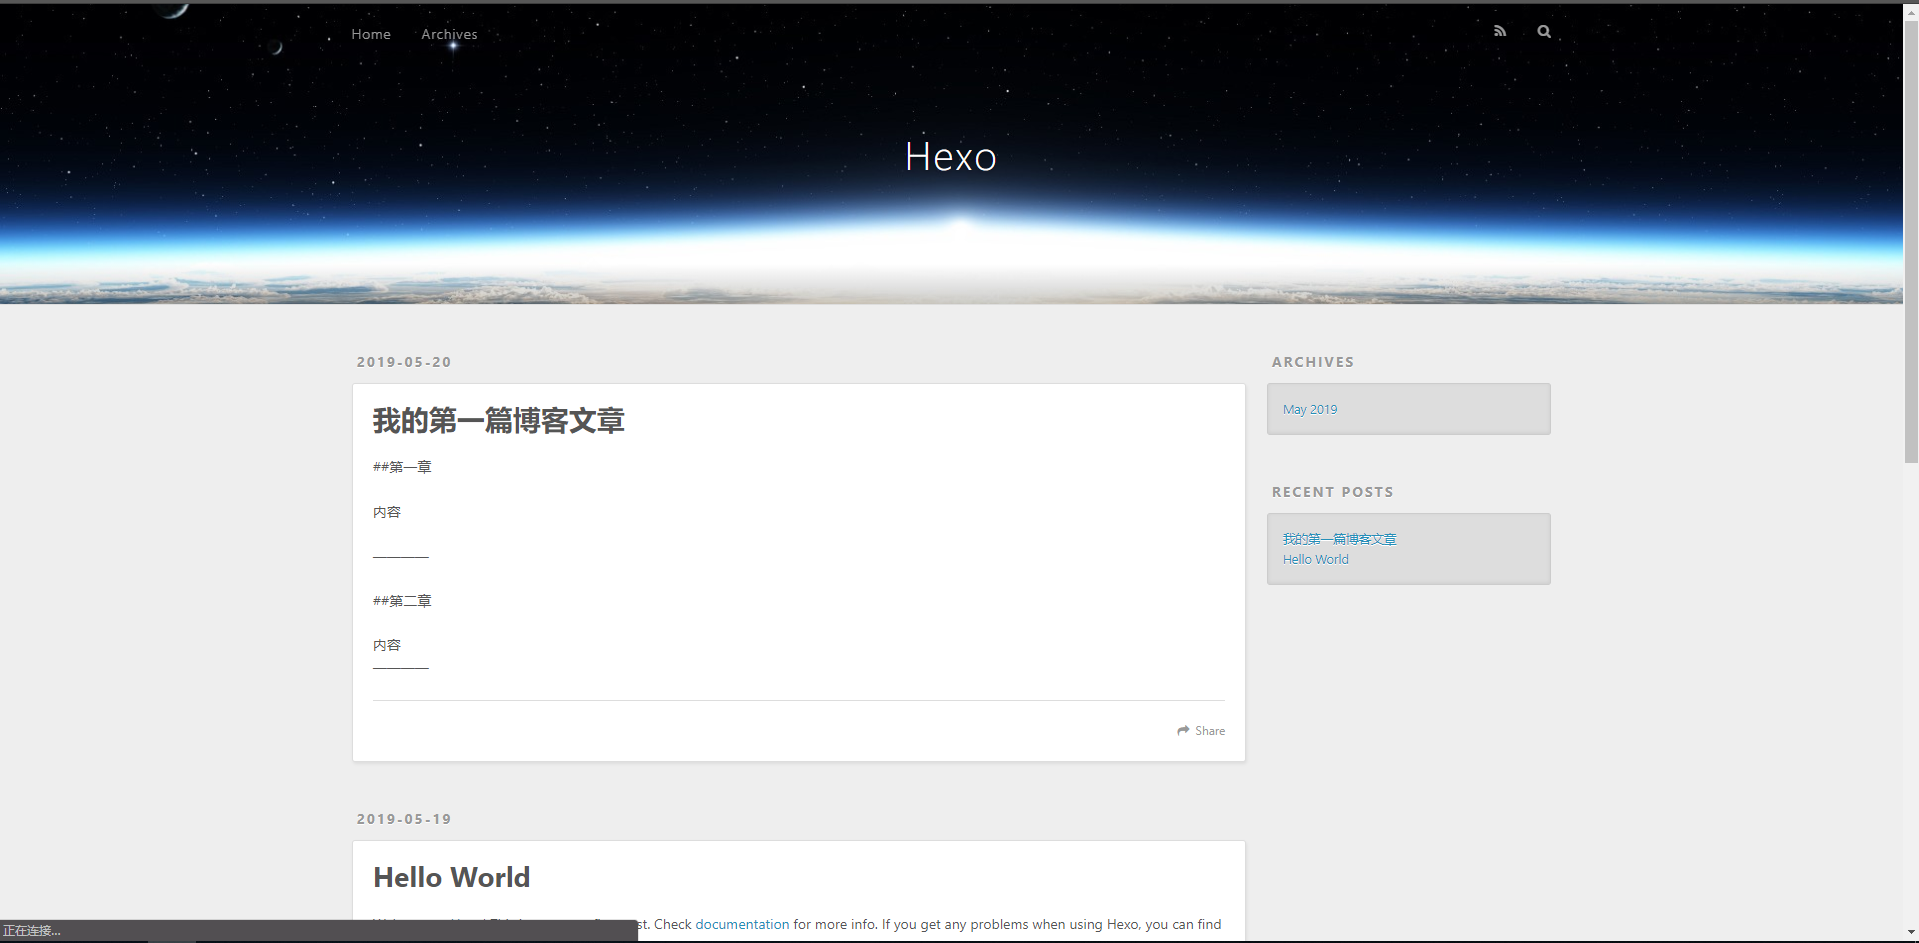 Home Archives
Hexo
2019-05-20
我的第一篇博客文章
##第一章
内容
————
##第二章
内容
————
Share
ARCHIVES
May 2019
RECENT POSTS
我的第一篇博客文章
Hello World
2019-05-19
Hello World
st. Check documentation for more info. If you get any problems when using Hexo, you can find
正在连接...